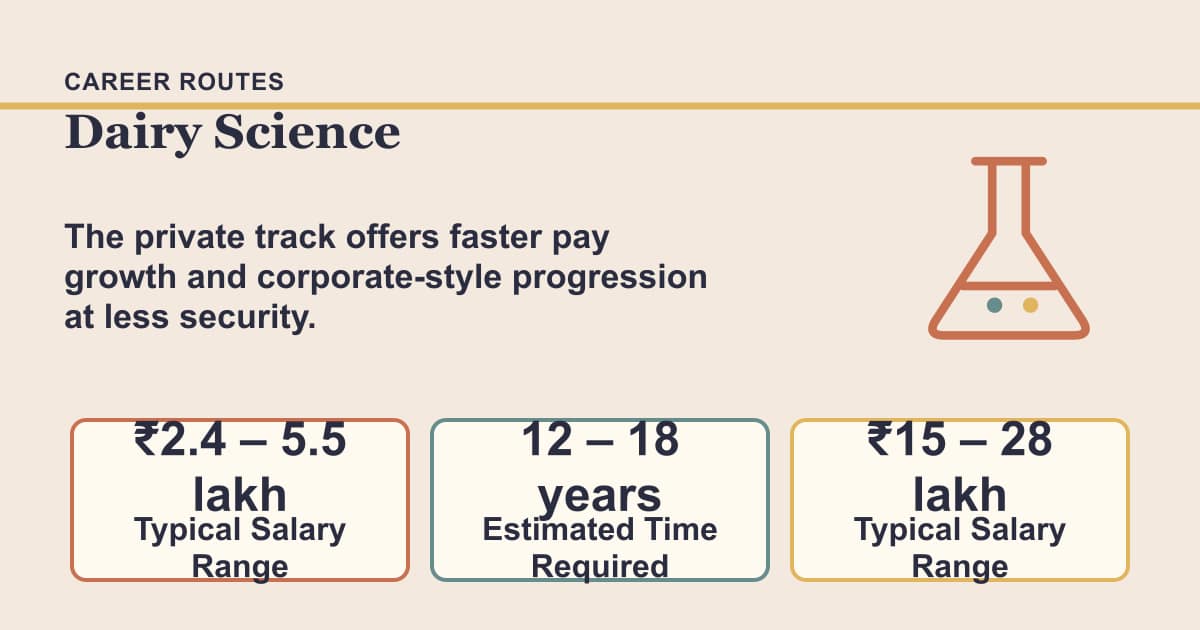 CAREER ROUTES
Dairy Science
The private track offers faster pay
growth and corporate-style progression
at less security.
₹2.4 – 5.5
lakh
Typical Salary
Range
12 – 18
years
Estimated Time
Required
₹15 – 28
lakh
Typical Salary
Range